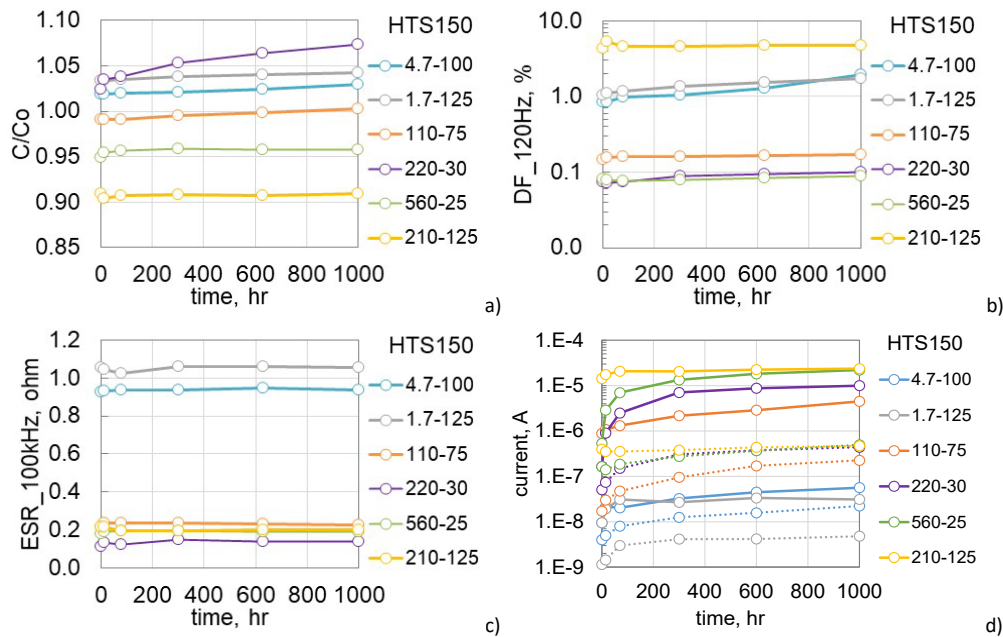 HTS150
C/Co
1.10
1.05
1.00
0.95
0.90
0.85
0 200 400 600 800 1000
time, hr
4.7-100
1.7-125
110-75
220-30
560-25
210-125
a)
HTS150
DF_120Hz, %
10.0
1.0
0.1
0.0
0 200 400 600 800 1000
time, hr
4.7-100
1.7-125
110-75
220-30
560-25
210-125
b)
HTS150
ESR_100kHz, ohm
1.2
1.0
0.8
0.6
0.4
0.2
0.0
0 200 400 600 800 1000
time, hr
4.7-100
1.7-125
110-75
220-30
560-25
210-125
c)
HTS150
current, A
1.E-4
1.E-5
1.E-6
1.E-7
1.E-8
1.E-9
0 200 400 600 800 1000
time, hr
4.7-100
1.7-125
110-75
220-30
560-25
210-125
d)